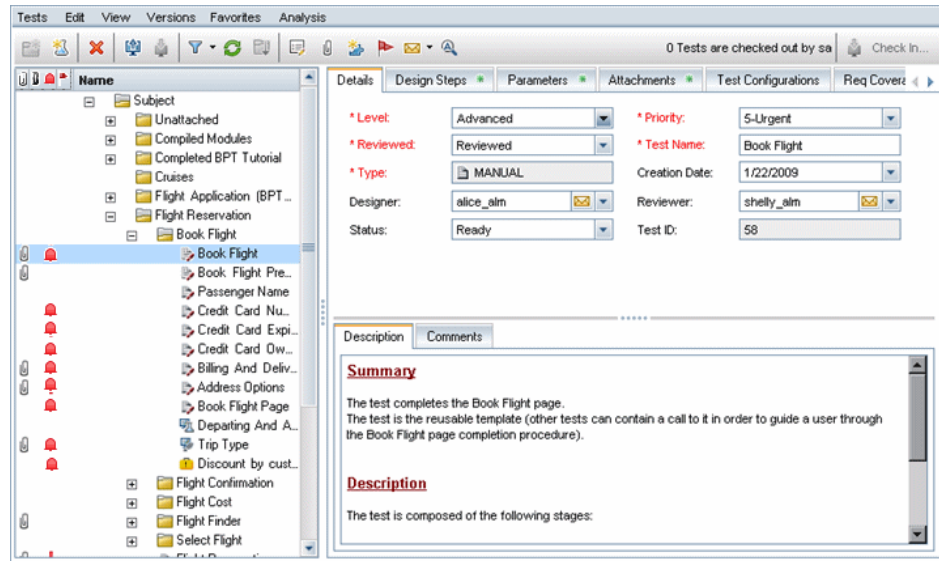 Tests Edit View Versions Favorites Analysis
0 Tests are checked out by sa Check In...
Name
Subject
Unattached
Compiled Modules
Completed BPT Tutorial
Cruises
Flight Application (BPT ...
Flight Reservation
Book Flight
Book Flight
Book Flight Pre...
Passenger Name
Credit Card Nu...
Credit Card Expi...
Credit Card Ow...
Billing And Deliv...
Address Options
Book Flight Page
Departing And A...
Trip Type
Discount by cust...
Flight Confirmation
Flight Cost
Flight Finder
Select Flight
Details Design Steps Parameters Attachments Test Configurations Req Covera
* Level: Advanced * Priority: 5-Urgent
* Reviewed: Reviewed * Test Name: Book Flight
* Type: MANUAL Creation Date: 1/22/2009
Designer: alice_alm Reviewer: shelly_alm
Status: Ready Test ID: 58
Description Comments
Summary
The test completes the Book Flight page.
The test is the reusable template (other tests can contain a call to it in order to guide a user through
the Book Flight page completion procedure).
Description
The test is composed of the following stages: